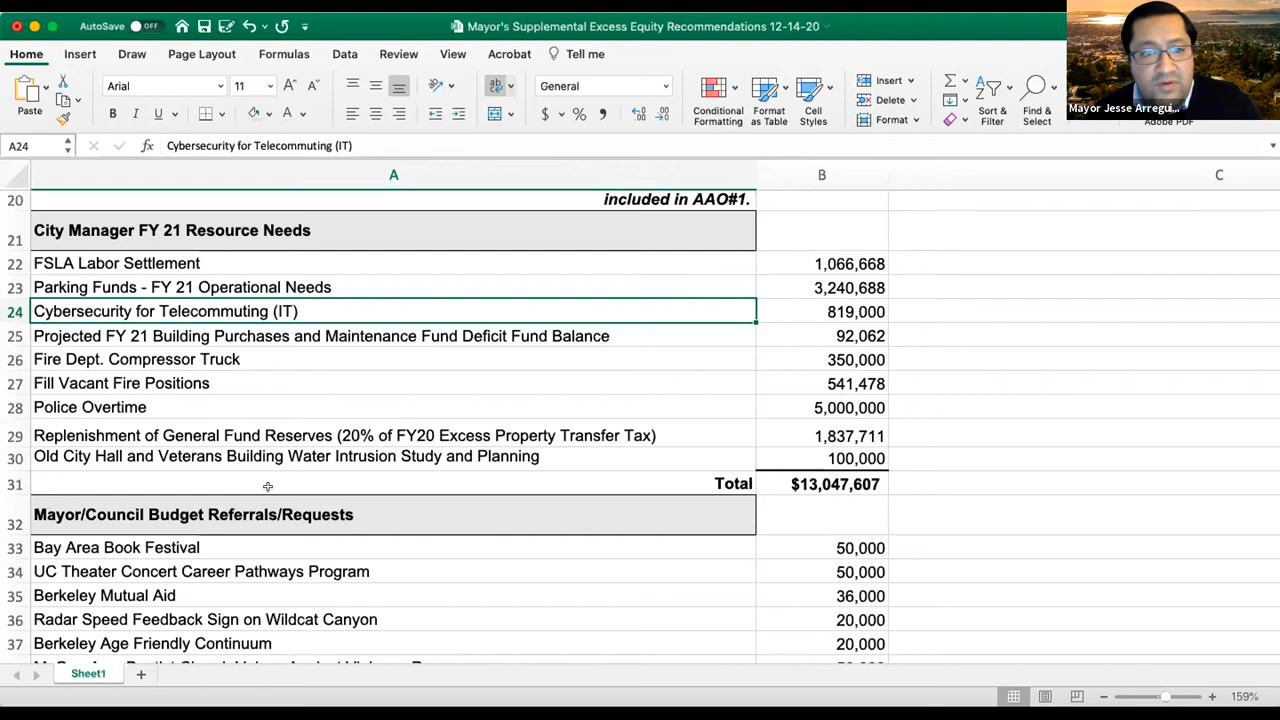 AutoSave OFF
Mayor's Supplemental Excess Equity Recommendations 12-14-20
Home Insert Draw Page Layout Formulas Data Review View Acrobat Tell me
Paste
Arial 11
General
Conditional Formatting
Format as Table
Cell Styles
Insert
Delete
Format
Sort & Filter
Find & Select
Mayor Jesse Arregui...
A24 fx Cybersecurity for Telecommuting (IT)
A B C
20 included in AAO#1.
21 City Manager FY 21 Resource Needs
22 FSLA Labor Settlement 1,066,668
23 Parking Funds - FY 21 Operational Needs 3,240,688
24 Cybersecurity for Telecommuting (IT) 819,000
25 Projected FY 21 Building Purchases and Maintenance Fund Deficit Fund Balance 92,062
26 Fire Dept. Compressor Truck 350,000
27 Fill Vacant Fire Positions 541,478
28 Police Overtime 5,000,000
29 Replenishment of General Fund Reserves (20% of FY20 Excess Property Transfer Tax) 1,837,711
30 Old City Hall and Veterans Building Water Intrusion Study and Planning 100,000
31 Total $13,047,607
32 Mayor/Council Budget Referrals/Requests
33 Bay Area Book Festival 50,000
34 UC Theater Concert Career Pathways Program 50,000
35 Berkeley Mutual Aid 36,000
36 Radar Speed Feedback Sign on Wildcat Canyon 20,000
37 Berkeley Age Friendly Continuum 20,000
Sheet1
159%